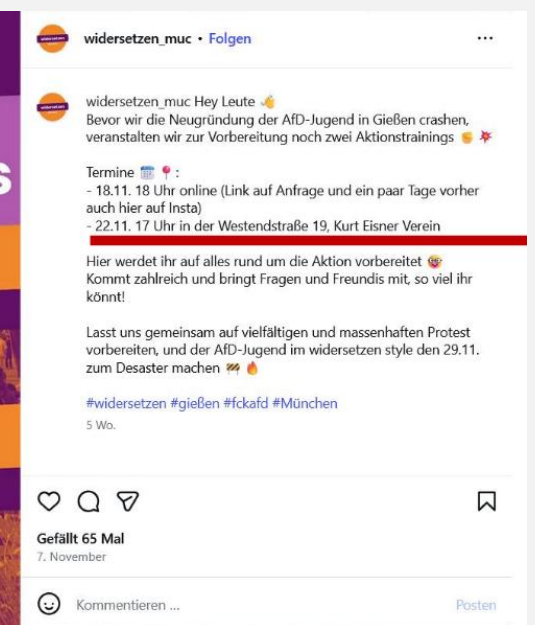 widersetzen_muc • Folgen
widersetzen_muc Hey Leute 👋
Bevor wir die Neugründung der AfD-Jugend in Gießen crashen,
veranstalten wir zur Vorbereitung noch zwei Aktionstrainings ✊ 💥
Termine 🗓️ 📍:
- 18.11. 18 Uhr online (Link auf Anfrage und ein paar Tage vorher
auch hier auf Insta)
- 22.11. 17 Uhr in der Westendstraße 19, Kurt Eisner Verein
Hier werdet ihr auf alles rund um die Aktion vorbereitet 🤓
Kommt zahlreich und bringt Fragen und Freundis mit, so viel ihr
könnt!
Lasst uns gemeinsam auf vielfältigen und massenhaften Protest
vorbereiten, und der AfD-Jugend im widersetzen style den 29.11.
zum Desaster machen 🚧 🔥
#widersetzen #gießen #fckafd #München
5 Wo.
Gefällt 65 Mal
7. November
Kommentieren ...
Posten